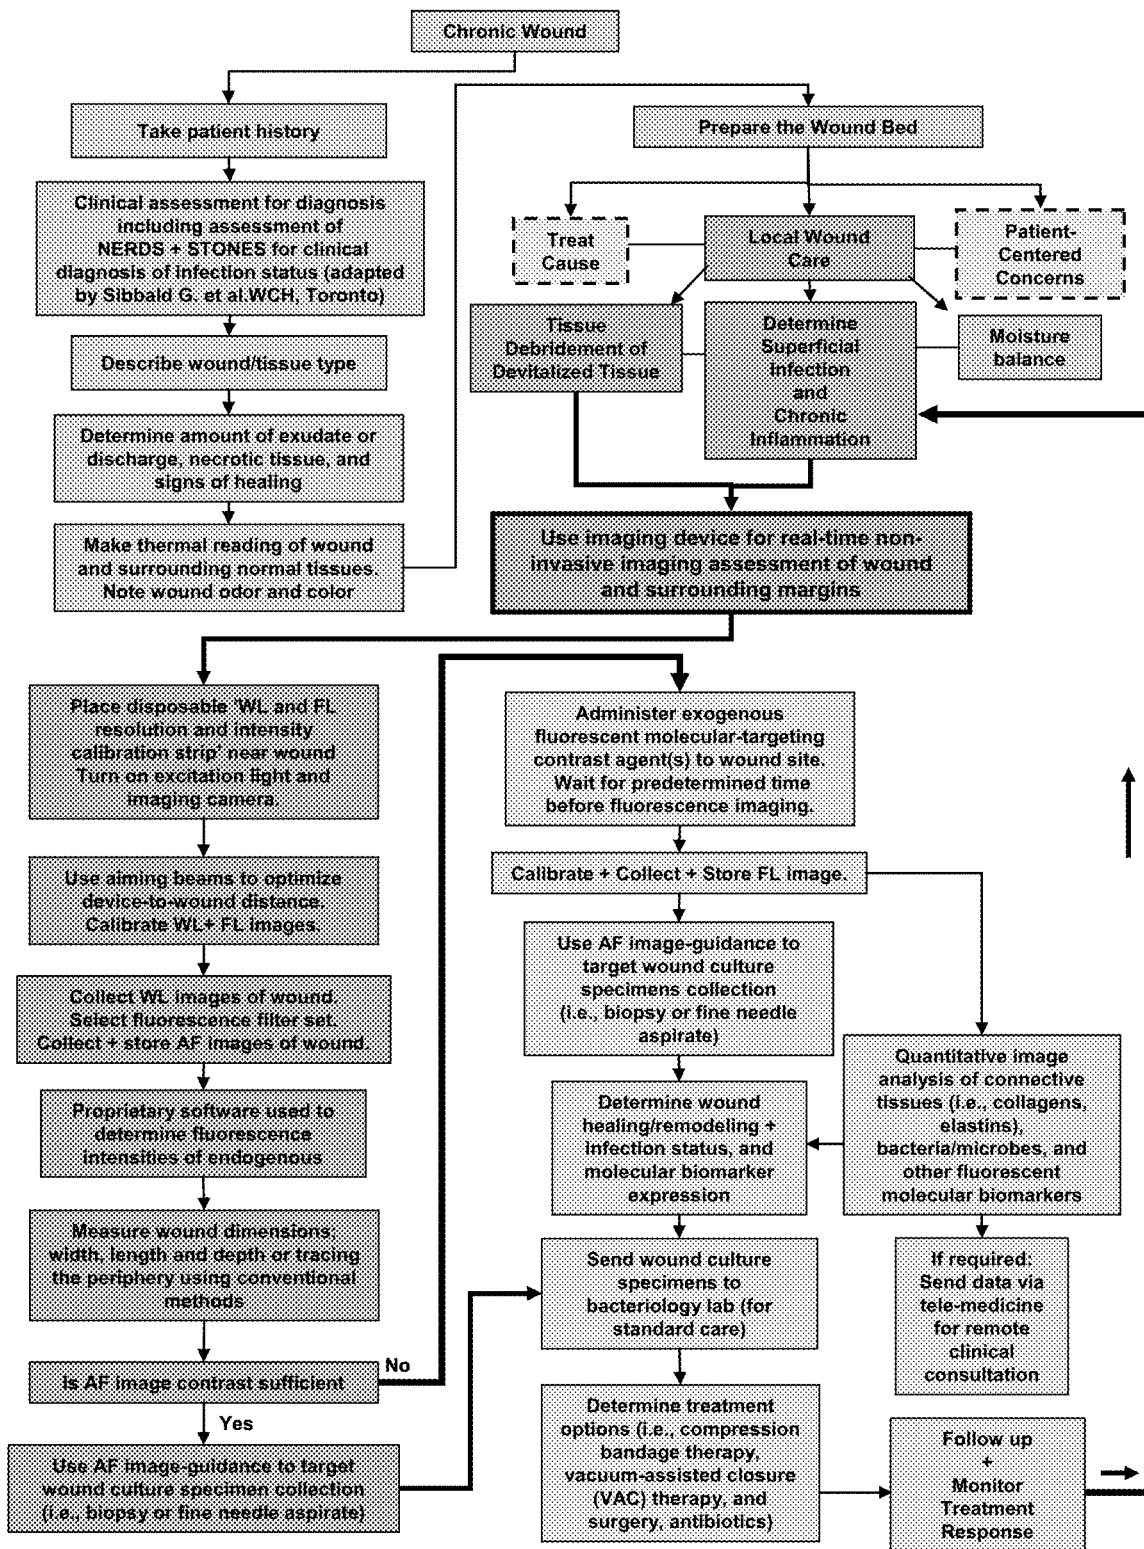 Chronic Wound
Take patient history
Clinical assessment for diagnosis
including assessment of
NERDS + STONES for clinical
diagnosis of infection status (adapted
by Sibbald G. et al.WCH, Toronto)
Describe wound/tissue type
Determine amount of exudate or
discharge, necrotic tissue, and
signs of healing
Make thermal reading of wound
and surrounding normal tissues.
Note wound odor and color
Prepare the Wound Bed
Treat
Cause
Local Wound
Care
Patient-
Centered
Concerns
Tissue
Debridement of
Devitalized Tissue
Determine
Superficial
Infection
and
Chronic
Inflammation
Moisture
balance
Use imaging device for real-time non-
invasive imaging assessment of wound
and surrounding margins
Place disposable 'WL and FL
resolution and intensity
calibration strip' near wound
Turn on excitation light and
imaging camera.
Use aiming beams to optimize
device-to-wound distance.
Calibrate WL+ FL images.
Collect WL images of wound.
Select fluorescence filter set.
Collect + store AF images of wound.
Proprietary software used to
determine fluorescence
intensities of endogenous
Measure wound dimensions;
width, length and depth or tracing
the periphery using conventional
methods
Is AF image contrast sufficient
No
Yes
Use AF image-guidance to target
wound culture specimen collection
(i.e., biopsy or fine needle aspirate)
Administer exogenous
fluorescent molecular-targeting
contrast agent(s) to wound site.
Wait for predetermined time
before fluorescence imaging.
Calibrate + Collect + Store FL image.
Use AF image-guidance to
target wound culture
specimens collection
(i.e., biopsy or fine needle
aspirate)
Determine wound
healing/remodeling +
infection status, and
molecular biomarker
expression
Quantitative image
analysis of connective
tissues (i.e., collagens,
elastins),
bacteria/microbes, and
other fluorescent
molecular biomarkers
Send wound culture
specimens to
bacteriology lab (for
standard care)
If required:
Send data via
tele-medicine
for remote
clinical
consultation
Determine treatment
options (i.e., compression
bandage therapy,
vacuum-assisted closure
(VAC) therapy, and
surgery, antibiotics)
Follow up
+
Monitor
Treatment
Response